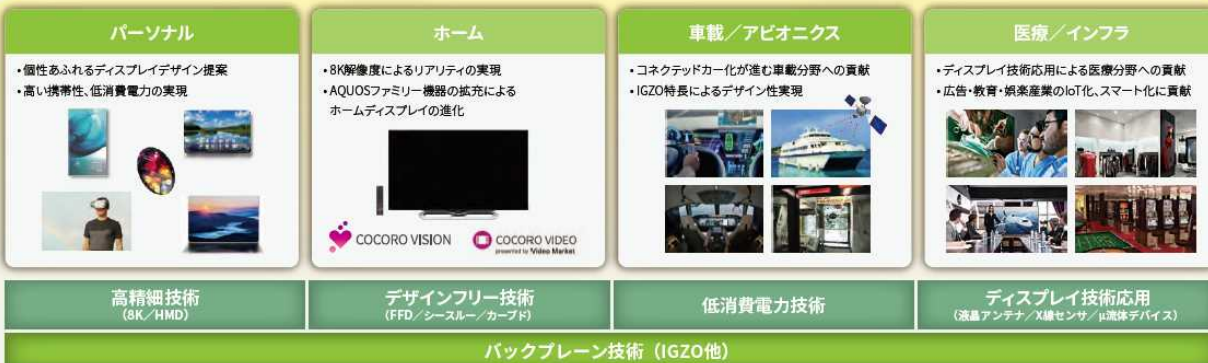 パーソナル
・個性あふれるディスプレイデザイン提案
・高い携帯性、低消費電力の実現
ホーム
・8K解像度によるリアリティの実現
・AQUOSファミリー機器の拡充による
ホームディスプレイの進化
COCORO VISION
COCORO VIDEO
presented by Video Market
車載／アビオニクス
・コネクテッドカー化が進む車載分野への貢献
・IGZO特長によるデザイン性実現
医療／インフラ
・ディスプレイ技術応用による医療分野への貢献
・広告・教育・娯楽産業のIoT化、スマート化に貢献
高精細技術
（8K／HMD）
デザインフリー技術
（FFD／シースルー／カーブド）
低消費電力技術
ディスプレイ技術応用
（液晶アンテナ／X線センサ／μ流体デバイス）
バックプレーン技術（IGZO他）